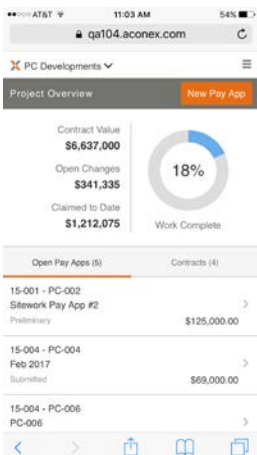 AT&T 11:03 AM 54%
qa104.aconex.com
PC Developments
Project Overview
New Pay App
Contract Value
$6,637,000
Open Changes
$341,335
Claimed to Date
$1,212,075
18%
Work Complete
Open Pay Apps (5)
Contracts (4)
15-001 - PC-002
Sitework Pay App #2
Preliminary
$125,000.00
15-004 - PC-004
Feb 2017
Submitted
$69,000.00
15-004 - PC-006
PC-006